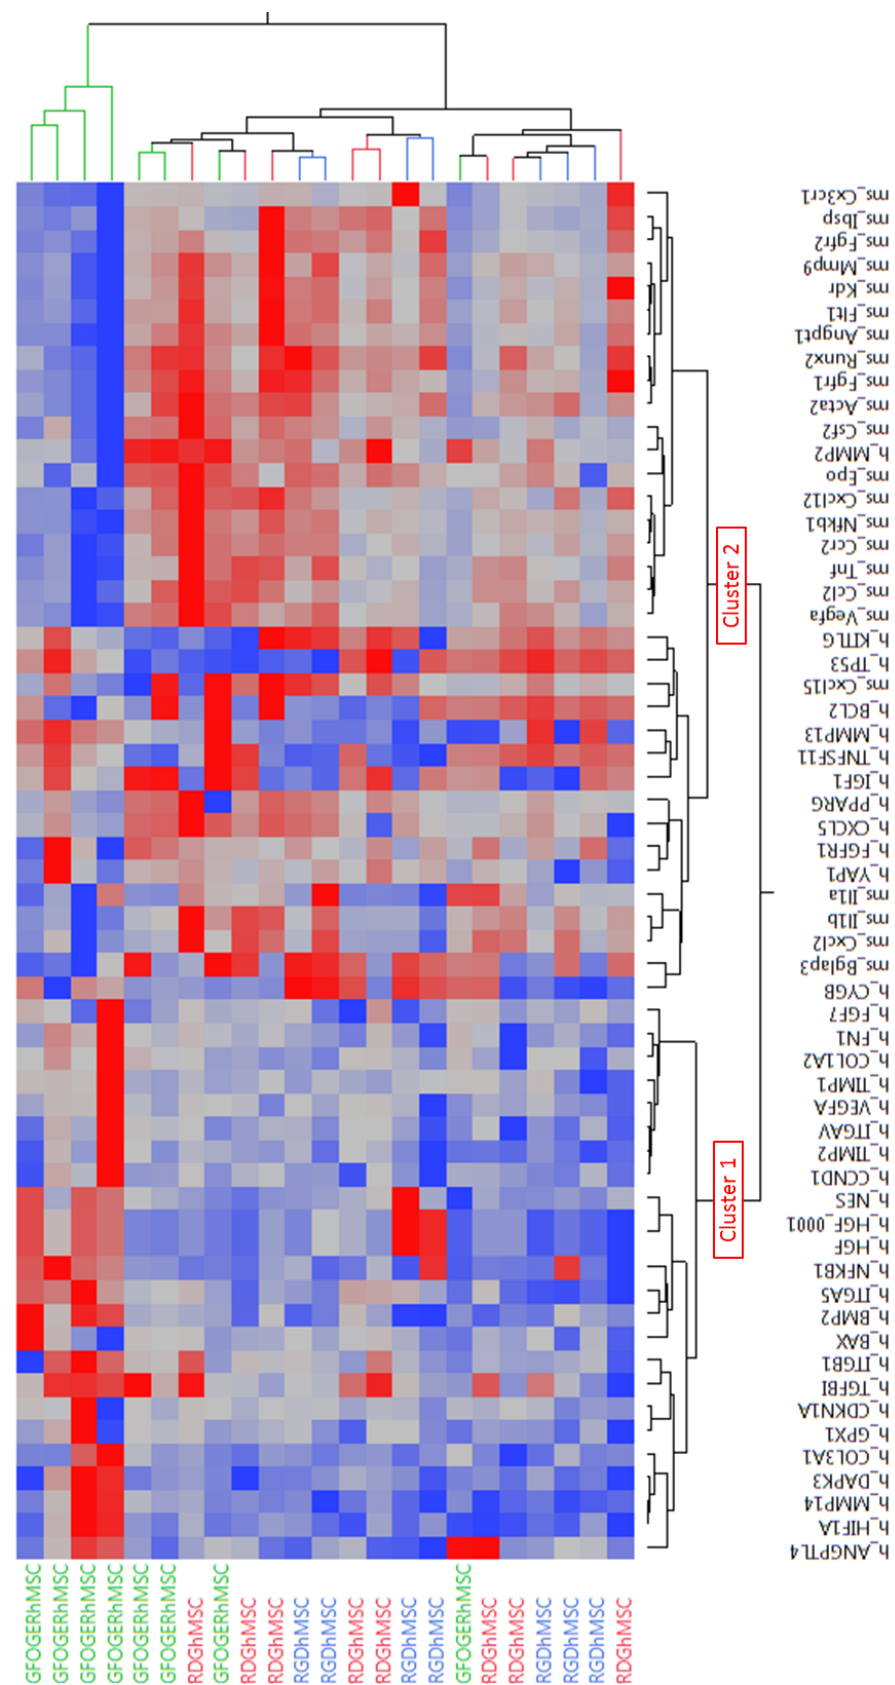 ms_Cx3cr1
ms_Ibsp
ms_Fgfr2
ms_Mmp9
ms_Kdr
ms_Flt1
ms_Angpt1
ms_Runx2
ms_Fgfr1
ms_Acta2
ms_Csf2
h_MMP2
ms_Epo
ms_Cxcl12
ms_Nfkb1
ms_Ccr2
ms_Tnf
ms_Ccl2
ms_Vegfa
h_KITLG
h_TP53
ms_Cxcl15
h_BCL2
h_MMP13
h_TNFSF11
h_IGF1
h_PPARG
h_CXCL5
h_FGFR1
h_YAP1
ms_Il1a
ms_Il1b
ms_Cxcl2
ms_Bglap3
h_CYGB
h_FGF7
h_FN1
h_COL1A2
h_TIMP1
h_VEGFA
h_ITGAV
h_TIMP2
h_CCND1
h_NES
h_HGF_0001
h_HGF
h_NFKB1
h_ITGA5
h_BMP2
h_BAX
h_ITGB1
h_TGFBI
h_CDKN1A
h_GPX1
h_COL3A1
h_DAPK3
h_MMP14
h_HIF1A
h_ANGPTL4
Cluster 2
Cluster 1
GFOGERhMSC
GFOGERhMSC
GFOGERhMSC
GFOGERhMSC
GFOGERhMSC
GFOGERhMSC
RDGhMSC
GFOGERhMSC
RDGhMSC
RDGhMSC
RGDhMSC
RGDhMSC
RDGhMSC
RDGhMSC
RGDhMSC
RGDhMSC
GFOGERhMSC
RDGhMSC
RDGhMSC
RGDhMSC
RGDhMSC
RGDhMSC
RDGhMSC